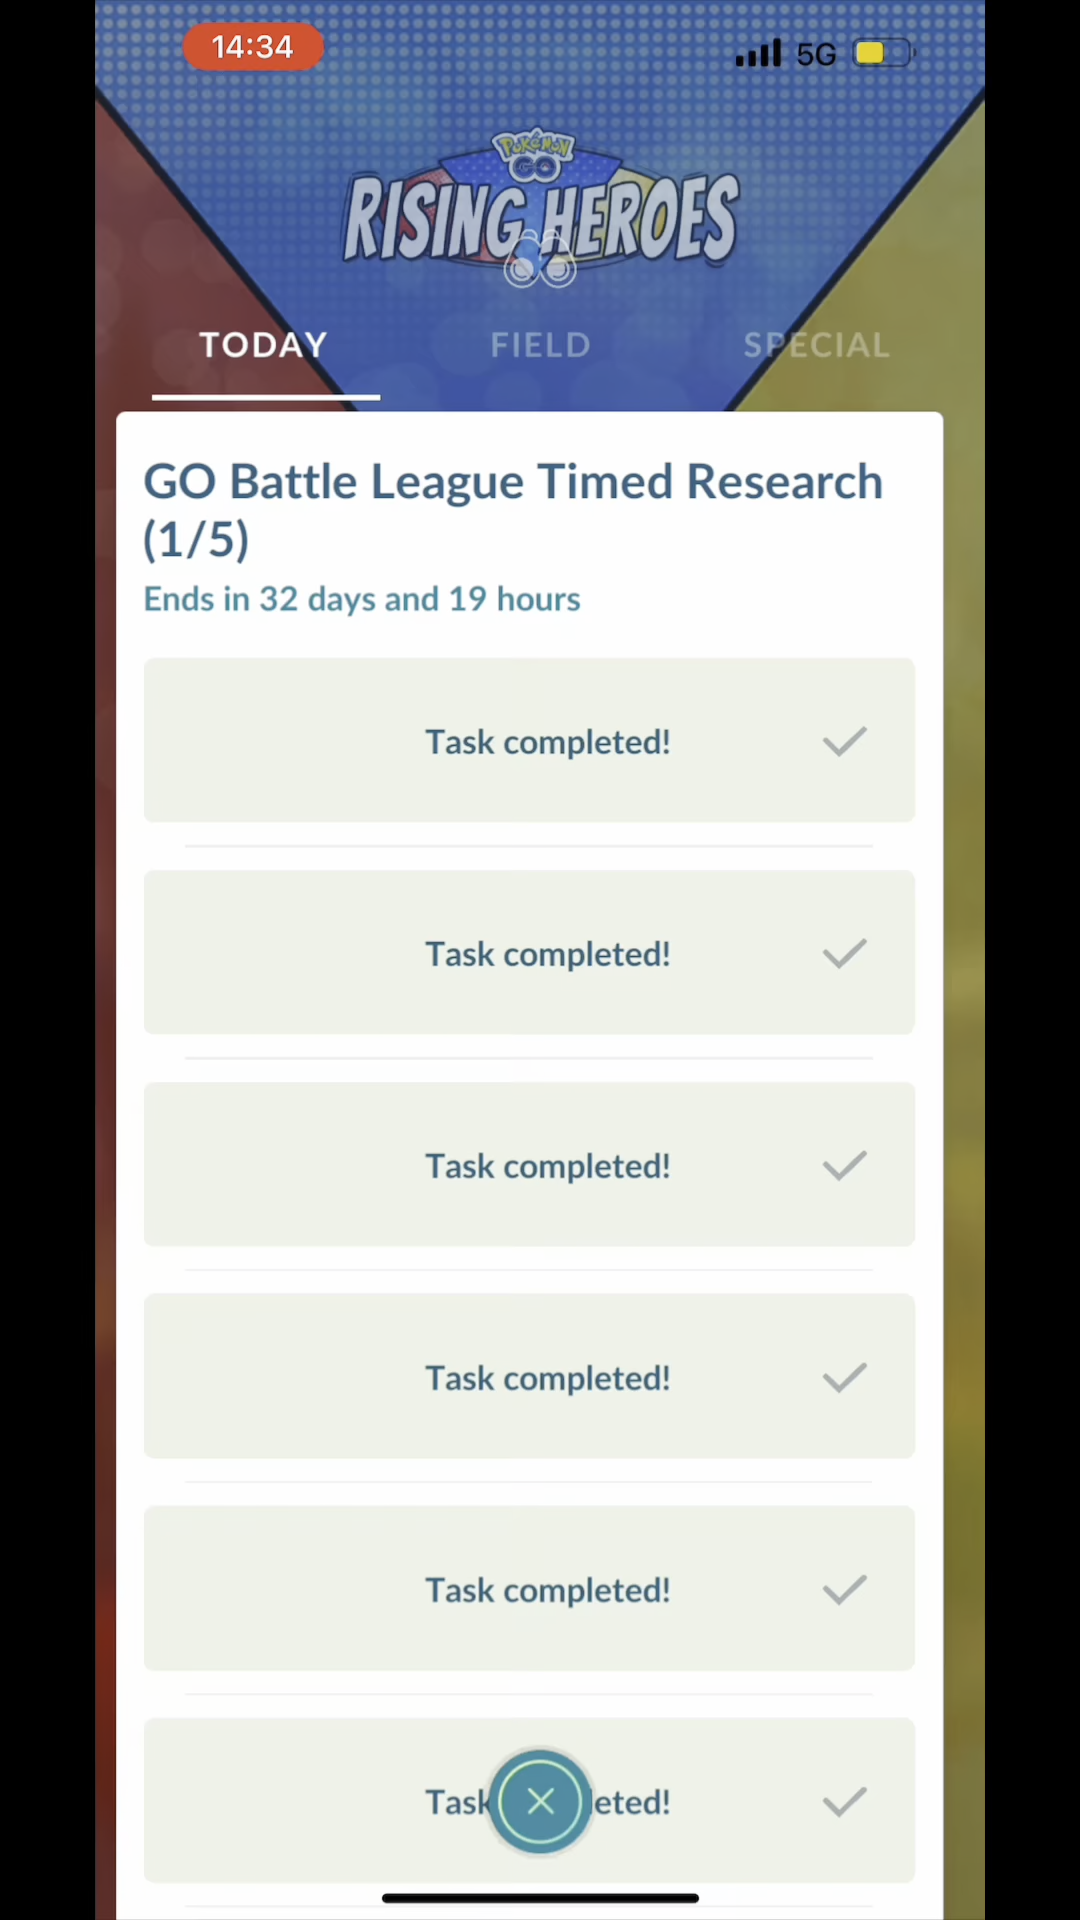 14:34
5G
Pokémon
GO
RISING HEROES
TODAY
FIELD
SPECIAL
GO Battle League Timed Research
(1/5)
Ends in 32 days and 19 hours
Task completed!
Task completed!
Task completed!
Task completed!
Task completed!
Task eted!